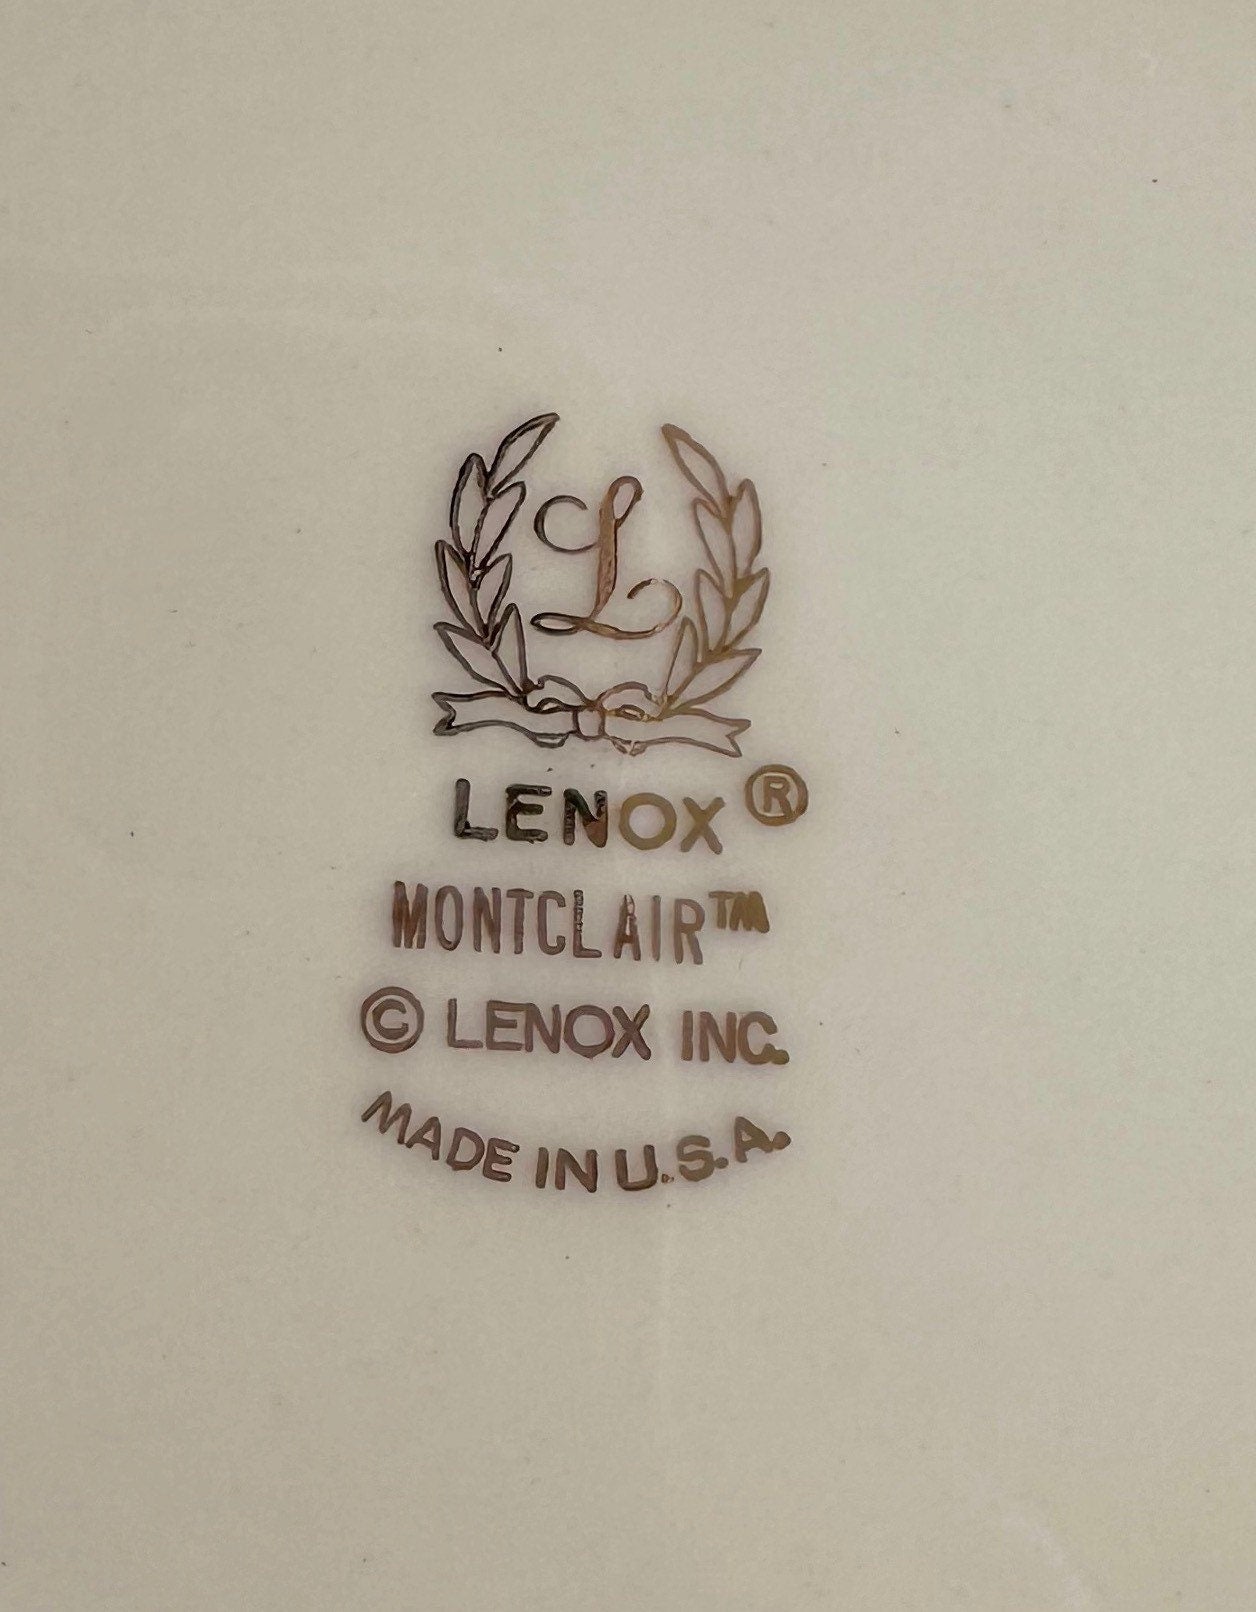 L
LENOX®
MONTCLAIR™
© LENOX INC.
MADE IN U.S.A.